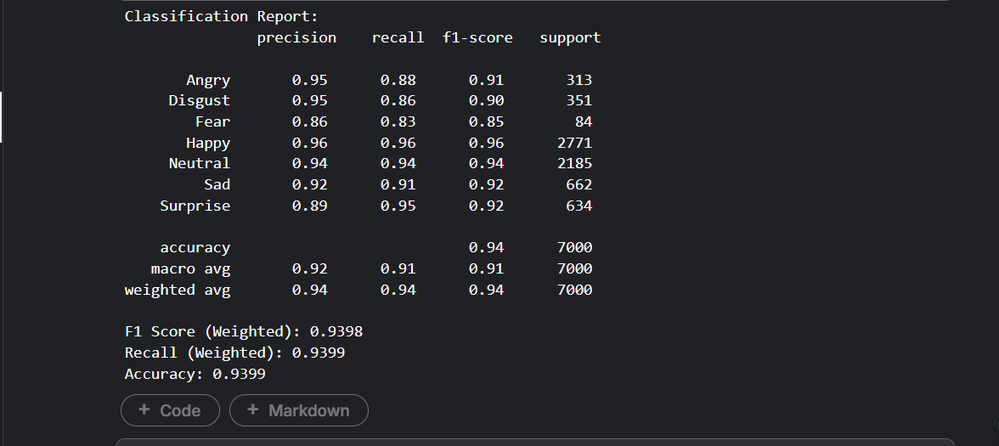 Classification Report:
precision recall f1-score support
Angry 0.95 0.88 0.91 313
Disgust 0.95 0.86 0.90 351
Fear 0.86 0.83 0.85 84
Happy 0.96 0.96 0.96 2771
Neutral 0.94 0.94 0.94 2185
Sad 0.92 0.91 0.92 662
Surprise 0.89 0.95 0.92 634
accuracy 0.94 7000
macro avg 0.92 0.91 0.91 7000
weighted avg 0.94 0.94 0.94 7000
F1 Score (Weighted): 0.9398
Recall (Weighted): 0.9399
Accuracy: 0.9399
+ Code + Markdown